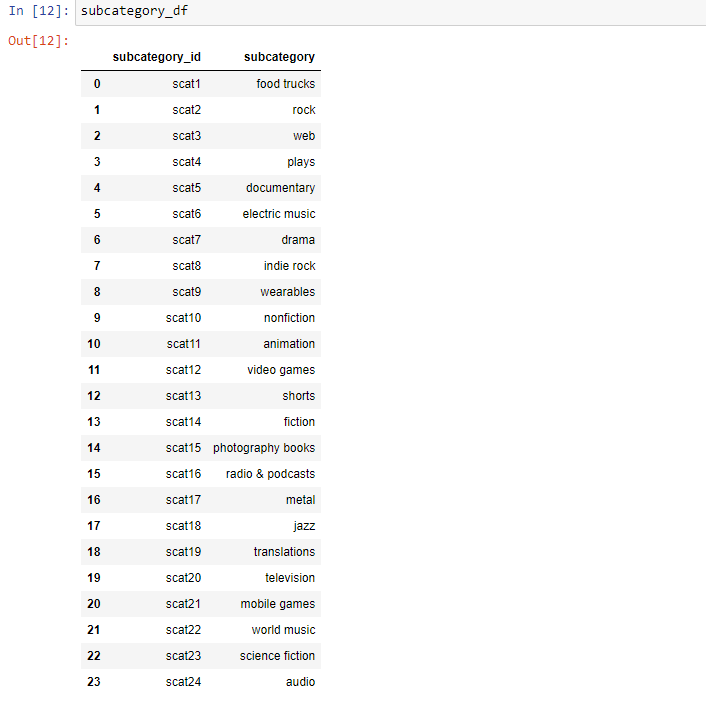 In [12]: subcategory_df
Out[12]:
subcategory_id subcategory
0 scat1 food trucks
1 scat2 rock
2 scat3 web
3 scat4 plays
4 scat5 documentary
5 scat6 electric music
6 scat7 drama
7 scat8 indie rock
8 scat9 wearables
9 scat10 nonfiction
10 scat11 animation
11 scat12 video games
12 scat13 shorts
13 scat14 fiction
14 scat15 photography books
15 scat16 radio & podcasts
16 scat17 metal
17 scat18 jazz
18 scat19 translations
19 scat20 television
20 scat21 mobile games
21 scat22 world music
22 scat23 science fiction
23 scat24 audio